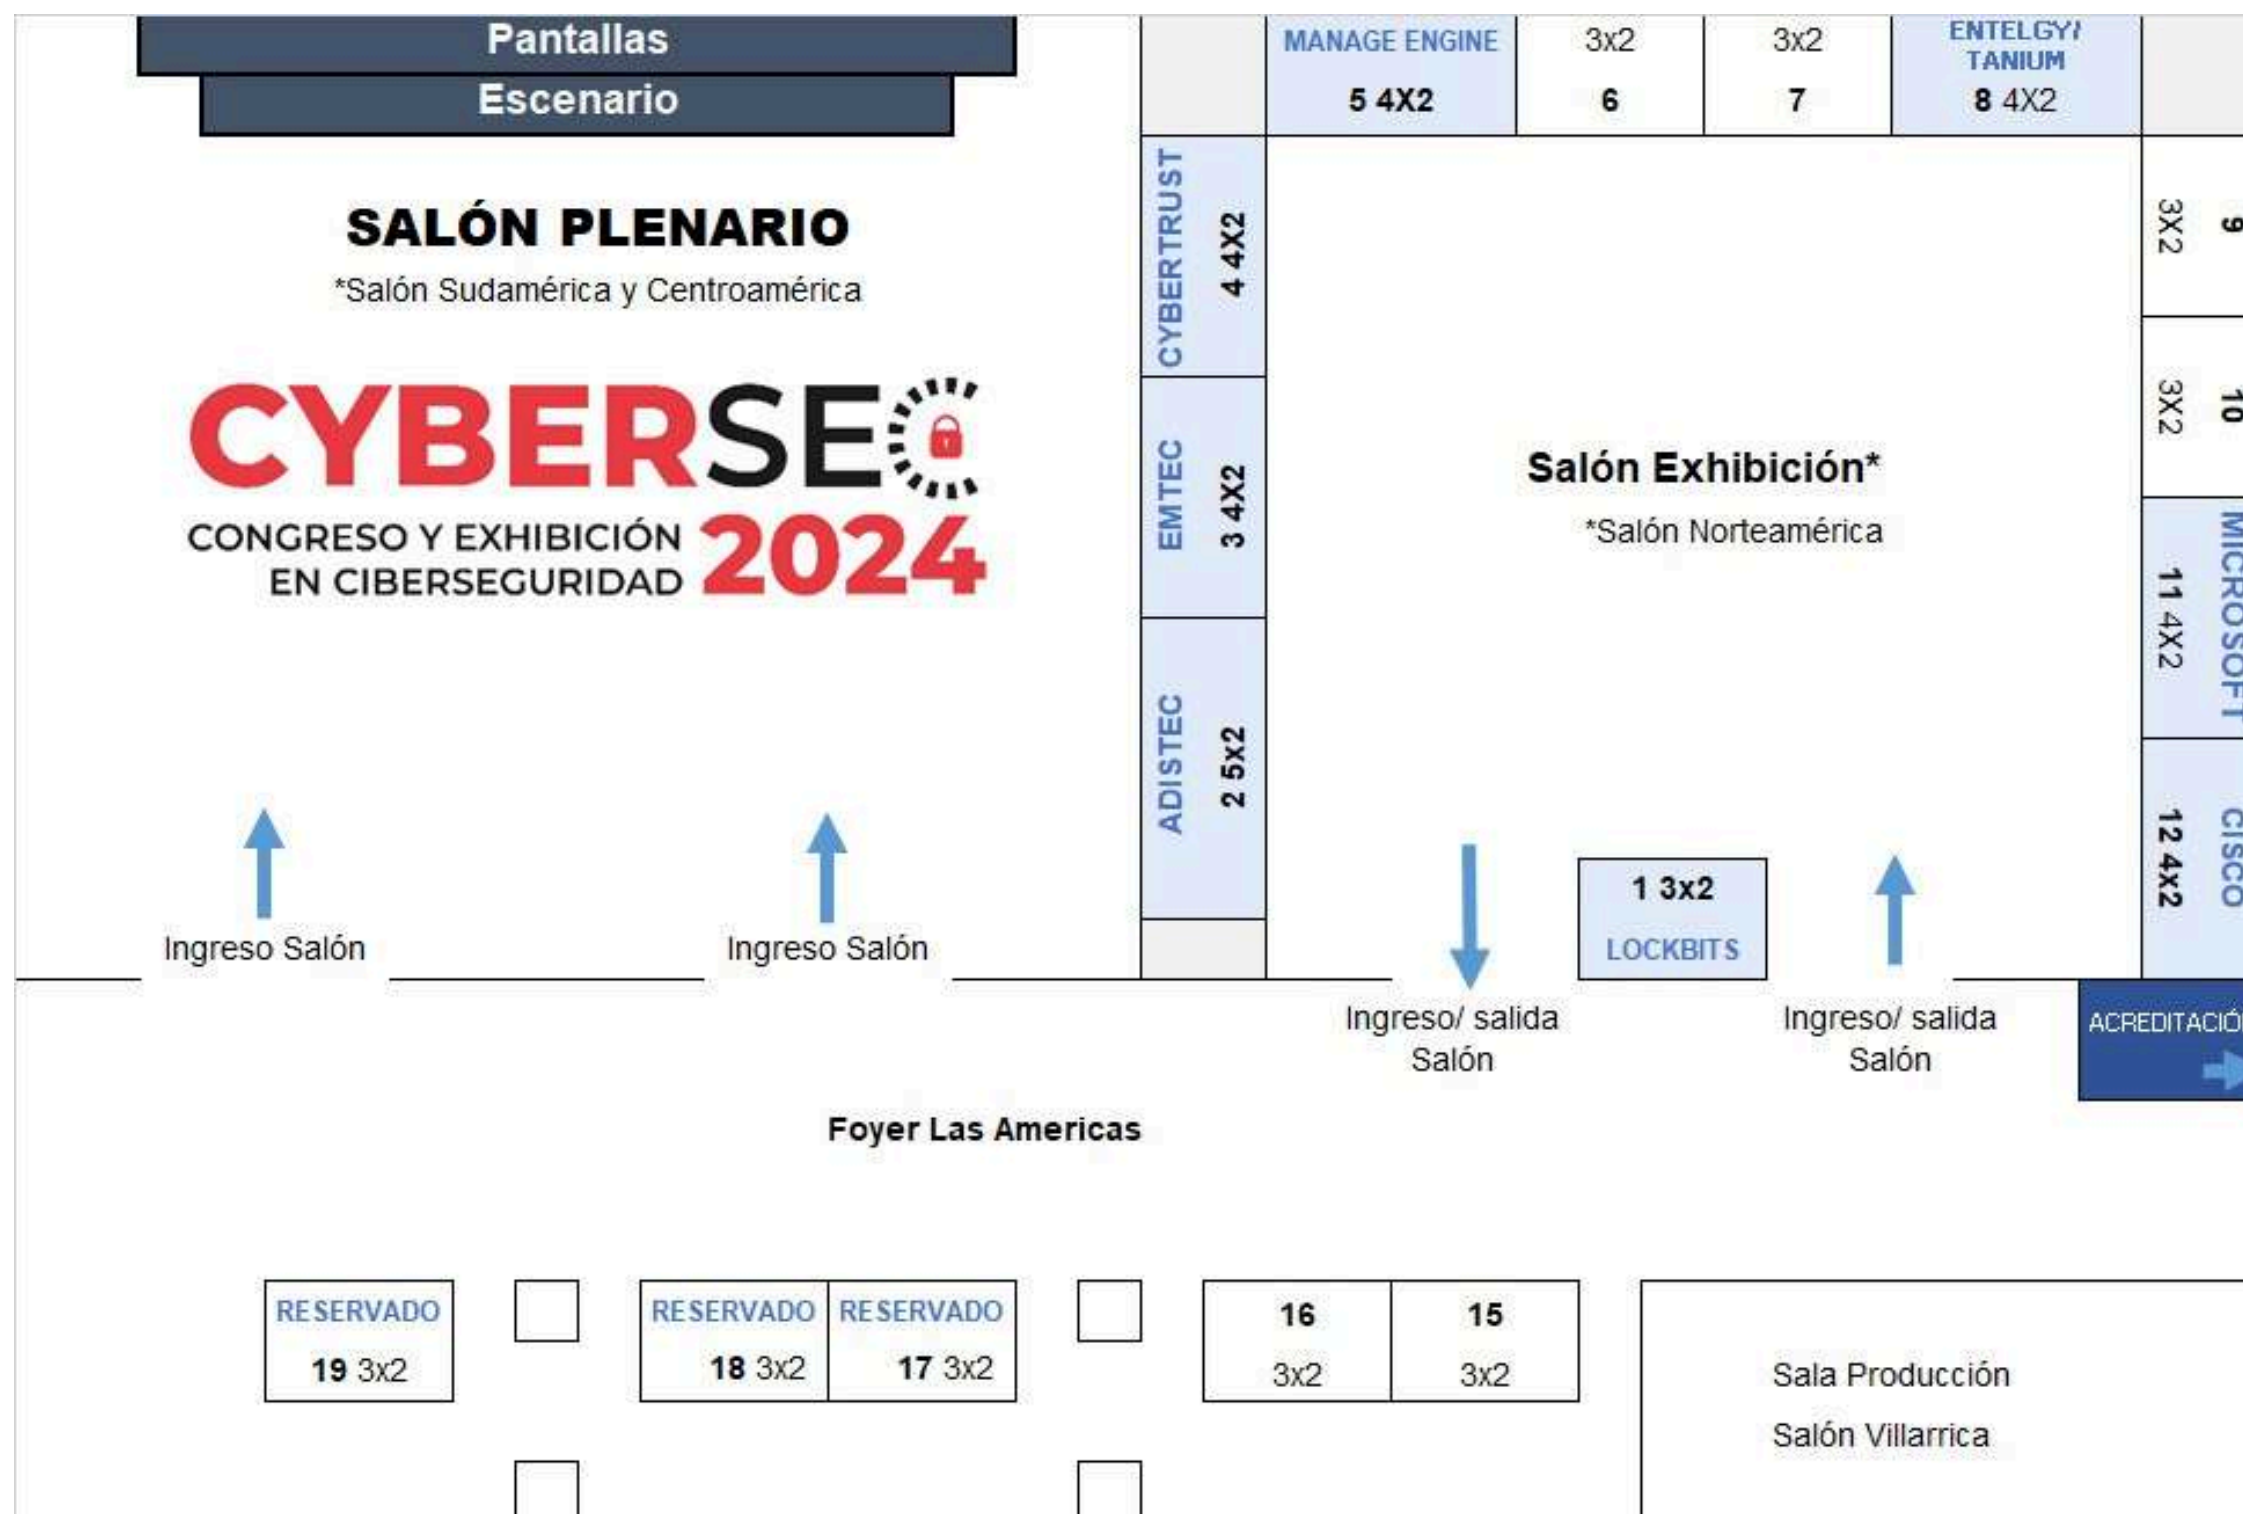 Pantallas
Escenario
SALÓN PLENARIO
*Salón Sudamérica y Centroamérica
CYBERSEC
CONGRESO Y EXHIBICIÓN
EN CIBERSEGURIDAD
2024
Ingreso Salón
Ingreso Salón
MANAGE ENGINE
5 4X2
3x2
6
3x2
7
ENTELGY/
TANIUM
8 4X2
CYBERTRUST
4 4X2
EMTEC
3 4X2
ADISTEC
2 5x2
Salón Exhibición*
*Salón Norteamérica
9
3X2
10
3X2
MICROSOFT
11 4X2
CISCO
12 4x2
1 3x2
LOCKBITS
Ingreso/ salida
Salón
Ingreso/ salida
Salón
ACREDITACIÓN
Foyer Las Americas
RESERVADO
19 3x2
RESERVADO
18 3x2
RESERVADO
17 3x2
16
3x2
15
3x2
Sala Producción
Salón Villarrica